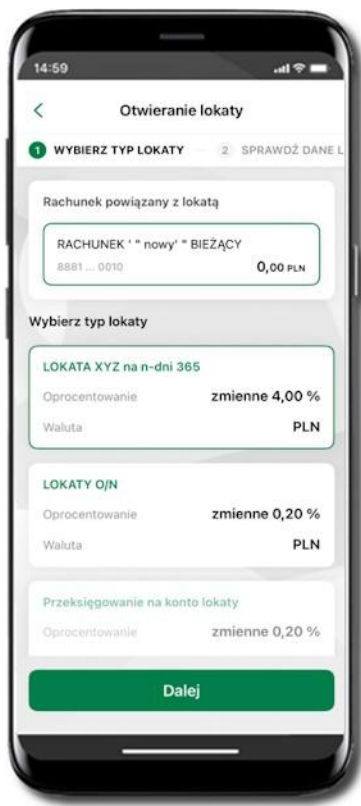 14:59
Otwieranie lokaty
1 WYBIERZ TYP LOKATY 2 SPRAWDŹ DANE L
Rachunek powiązany z lokatą
RACHUNEK ' " nowy' " BIEŻĄCY
8881 ... 0010 0,00 PLN
Wybierz typ lokaty
LOKATA XYZ na n-dni 365
Oprocentowanie zmienne 4,00 %
Waluta PLN
LOKATY O/N
Oprocentowanie zmienne 0,20 %
Waluta PLN
Przeksięgowanie na konto lokaty
Oprocentowanie zmienne 0,20 %
Dalej